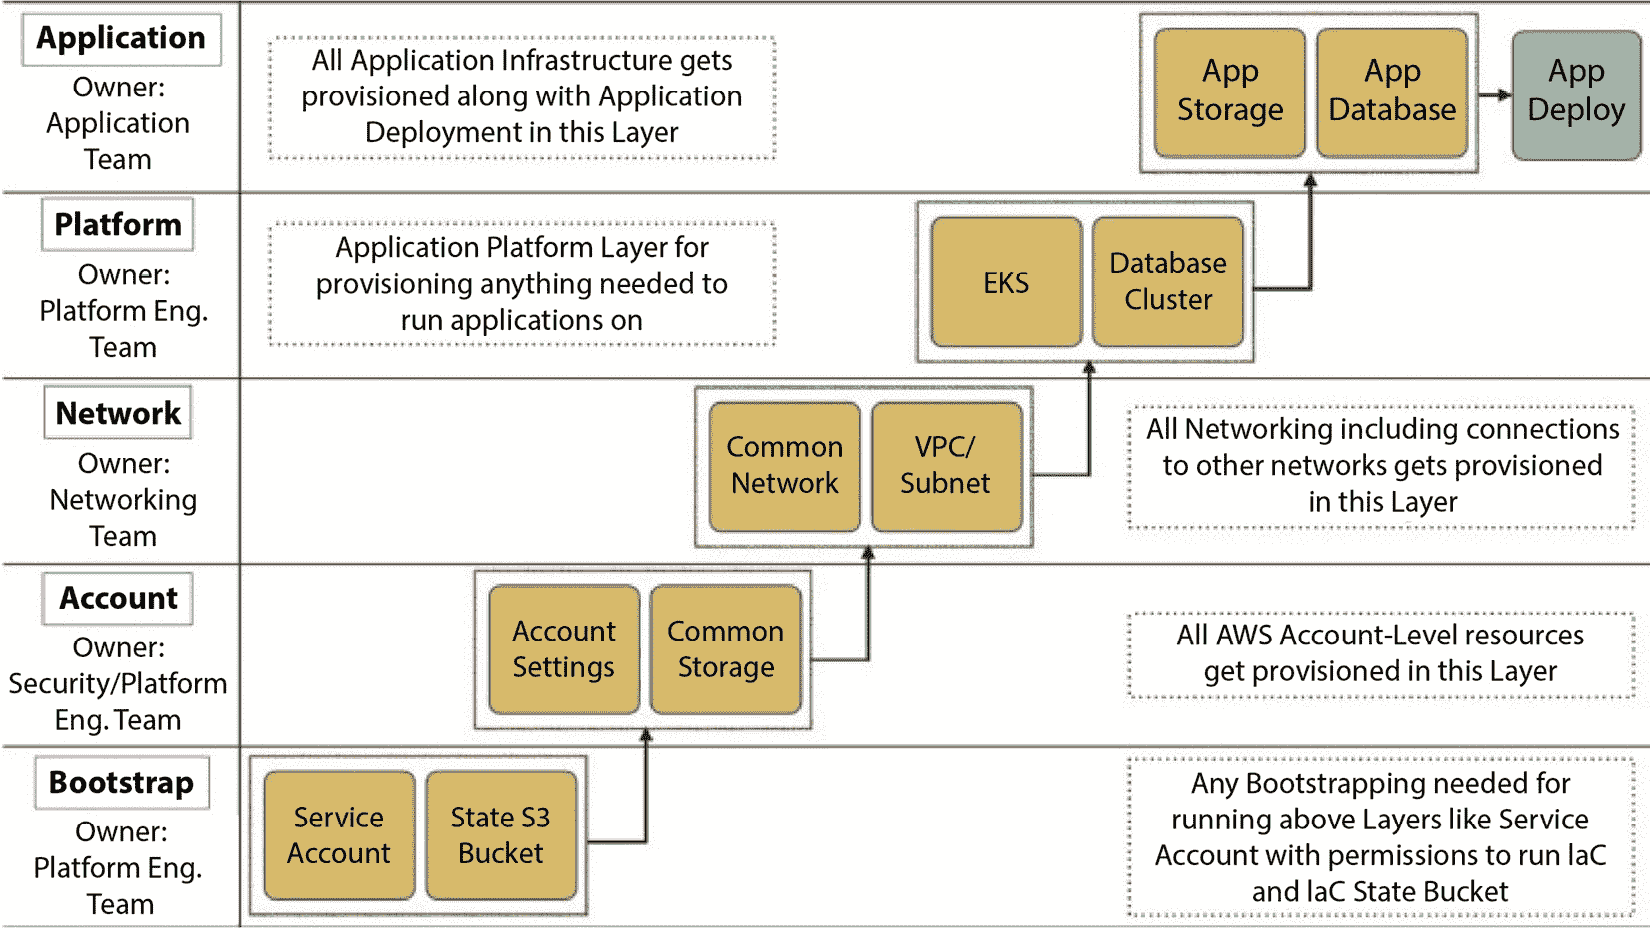 Application
Owner:
Application
Team
All Application Infrastructure gets
provisioned along with Application
Deployment in this Layer
App
Storage
App
Database
App
Deploy
Platform
Owner:
Platform Eng.
Team
Application Platform Layer for
provisioning anything needed to
run applications on
EKS
Database
Cluster
Network
Owner:
Networking
Team
Common
Network
VPC/
Subnet
All Networking including connections
to other networks gets provisioned
in this Layer
Account
Owner:
Security/Platform
Eng. Team
Account
Settings
Common
Storage
All AWS Account-Level resources
get provisioned in this Layer
Bootstrap
Owner:
Platform Eng.
Team
Service
Account
State S3
Bucket
Any Bootstrapping needed for
running above Layers like Service
Account with permissions to run IaC
and IaC State Bucket